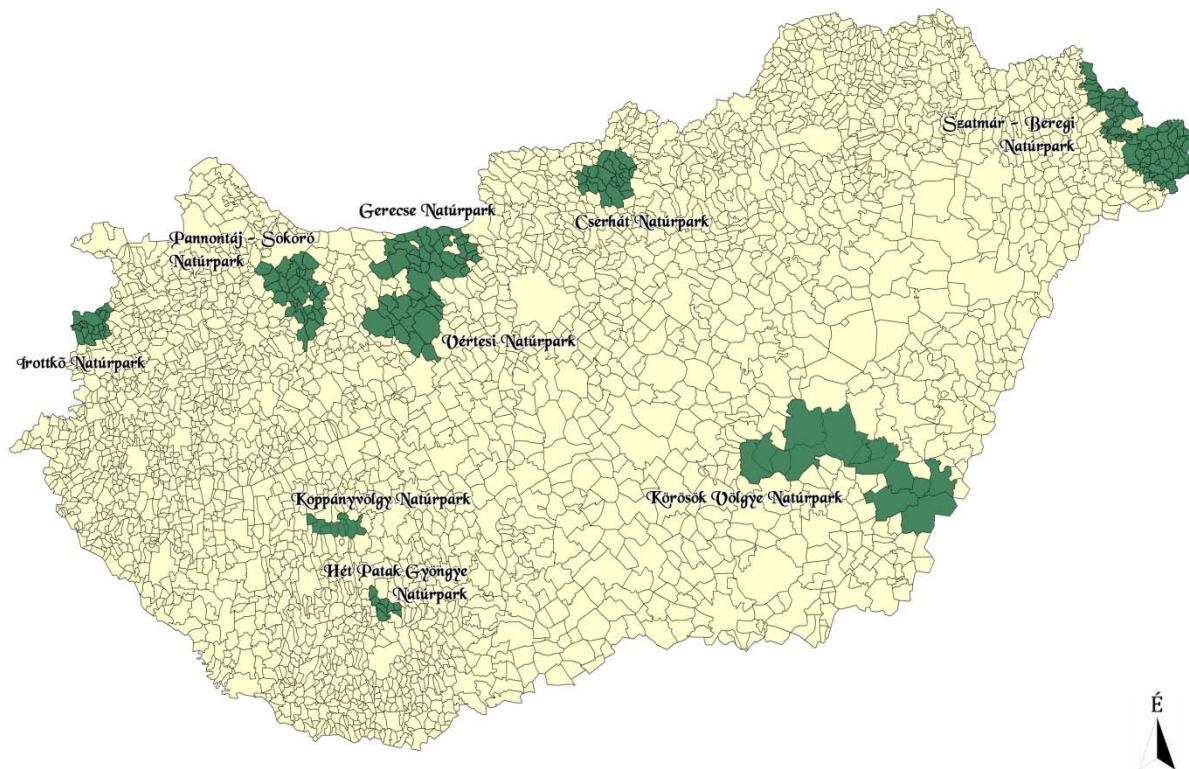 Szatmár - Beregi
Natúrpark
Gerecse Natúrpark
Cserhát Natúrpark
Pannontáj - Sokoró
Natúrpark
Vértesi Natúrpark
Írottkő Natúrpark
Koppányvölgy Natúrpark
Körösök Völgye Natúrpark
Hét Patak Gyöngye
Natúrpark
É